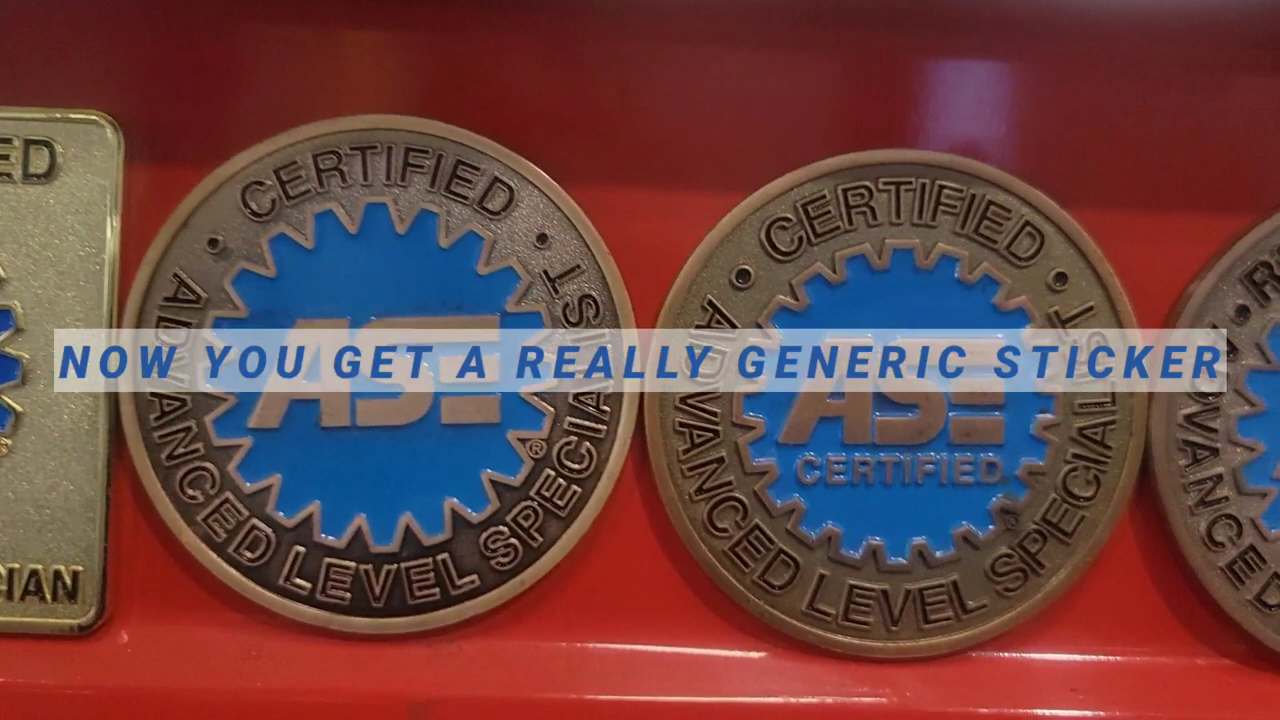 ED
CIAN
CERTIFIED
ASE
®
ADVANCED LEVEL SPECIALIST
CERTIFIED
ASE
CERTIFIED
®
ADVANCED LEVEL SPECIALIST
ADVANCED
NOW YOU GET A REALLY GENERIC STICKER